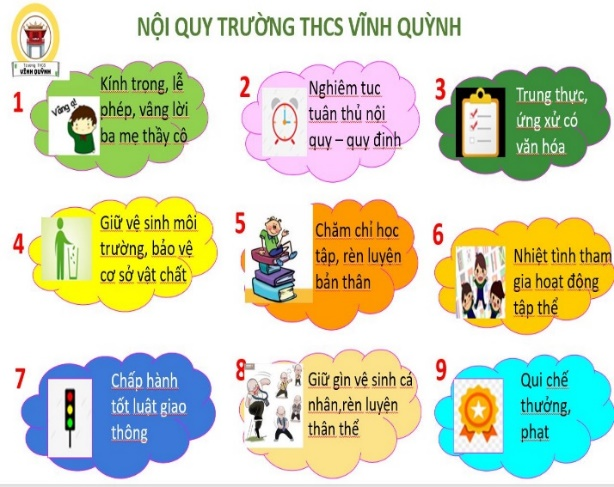 NỘI QUY TRƯỜNG THCS VĨNH QUỲNH
Trường THCS
VĨNH QUỲNH
1
Vâng ạ!
Kính trọng, lễ
phép, vâng lời
ba mẹ thầy cô
2
Nghiêm túc
tuân thủ nội
quy – quy định
3
Trung thực,
ứng xử có
văn hóa
4
Giữ vệ sinh môi
trường, bảo vệ
cơ sở vật chất
5
Chăm chỉ học
tập, rèn luyện
bản thân
6
Nhiệt tình tham
gia hoạt động
tập thể
7
Chấp hành
tốt luật giao
thông
8
Giữ gìn vệ sinh cá
nhân,rèn luyện
thân thể
9
Qui chế
thưởng,
phạt